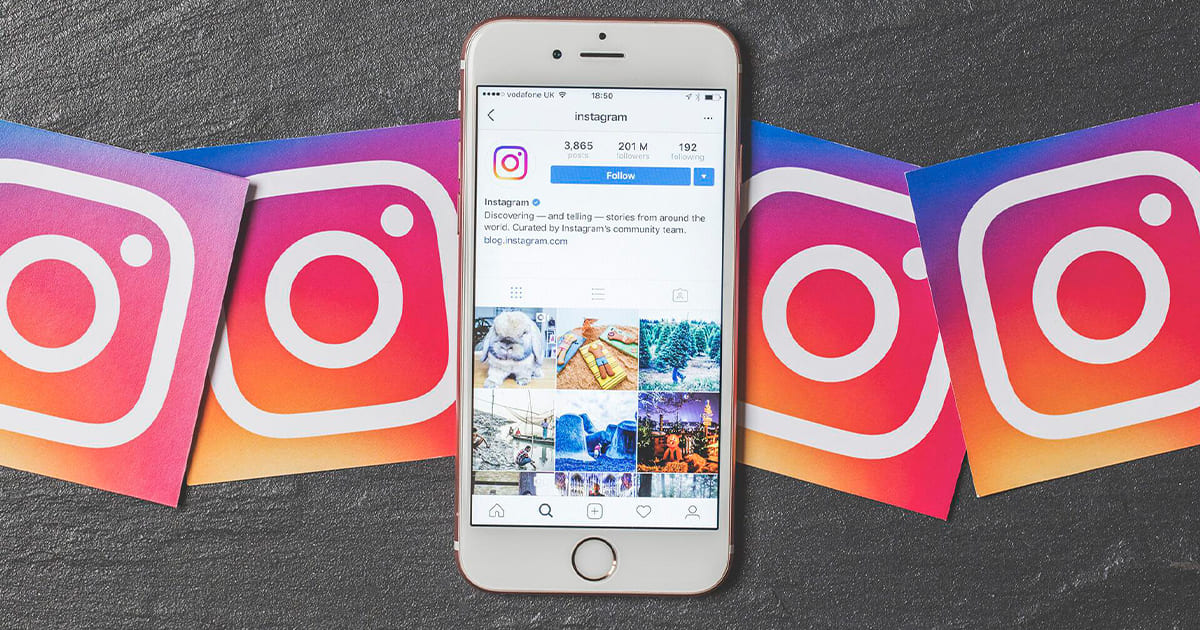 vodafone UK 18:50
instagram
3,865 201 M 192
posts followers following
Follow
Instagram
Discovering — and telling — stories from around the
world. Curated by Instagram's community team.
blog.instagram.com